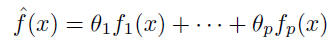 f̂(x) = θ₁f₁(x) + ⋯ + θₚfₚ(x)